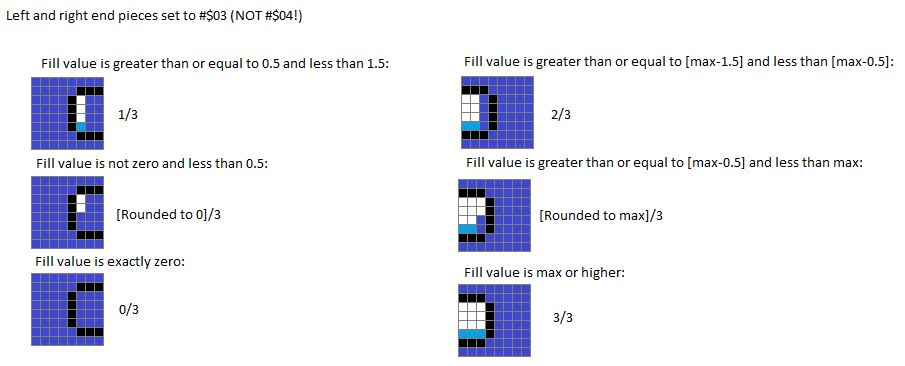 Left and right end pieces set to #$03 (NOT #$04!)
Fill value is greater than or equal to 0.5 and less than 1.5:
1/3
Fill value is not zero and less than 0.5:
[Rounded to 0]/3
Fill value is exactly zero:
0/3
Fill value is greater than or equal to [max-1.5] and less than [max-0.5]:
2/3
Fill value is greater than or equal to [max-0.5] and less than max:
[Rounded to max]/3
Fill value is max or higher:
3/3